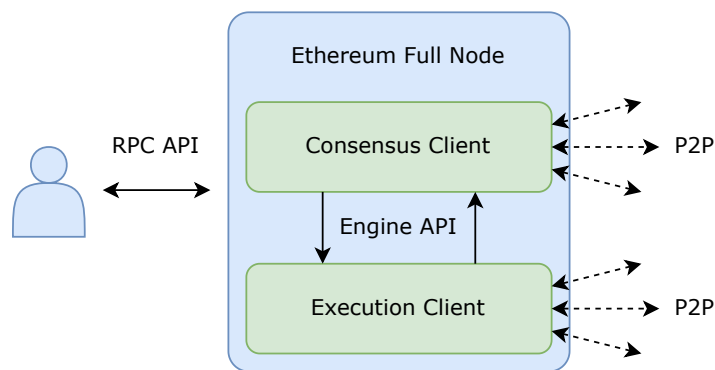 Ethereum Full Node
RPC API
Consensus Client
P2P
Engine API
Execution Client
P2P